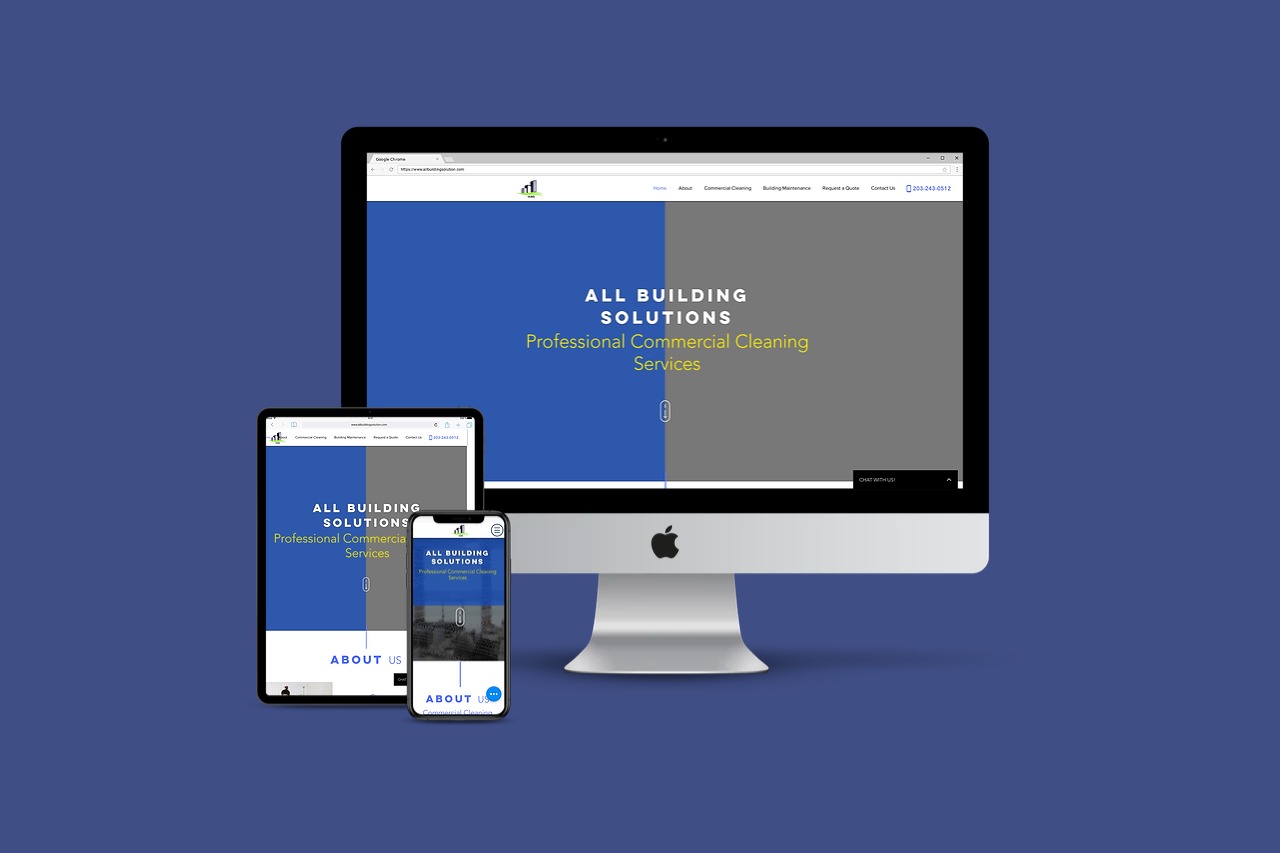 Google Chrome
https://www.allbuildingsolution.com
Home About Commercial Cleaning Building Maintenance Request a Quote Contact Us 203-243-0512
ALL BUILDING
SOLUTIONS
Professional Commercial Cleaning
Services
CHAT WITH US!
www.allbuildingsolution.com
Commercial Cleaning Building Maintenance Request a Quote Contact Us 203-243-0512
ALL BUILDING
SOLUTIONS
Professional
Services
ABOUT US
ALL BUILDING
SOLUTIONS
Professional Commercial Cleaning
Services
ABOUT US
Commercial Cleaning